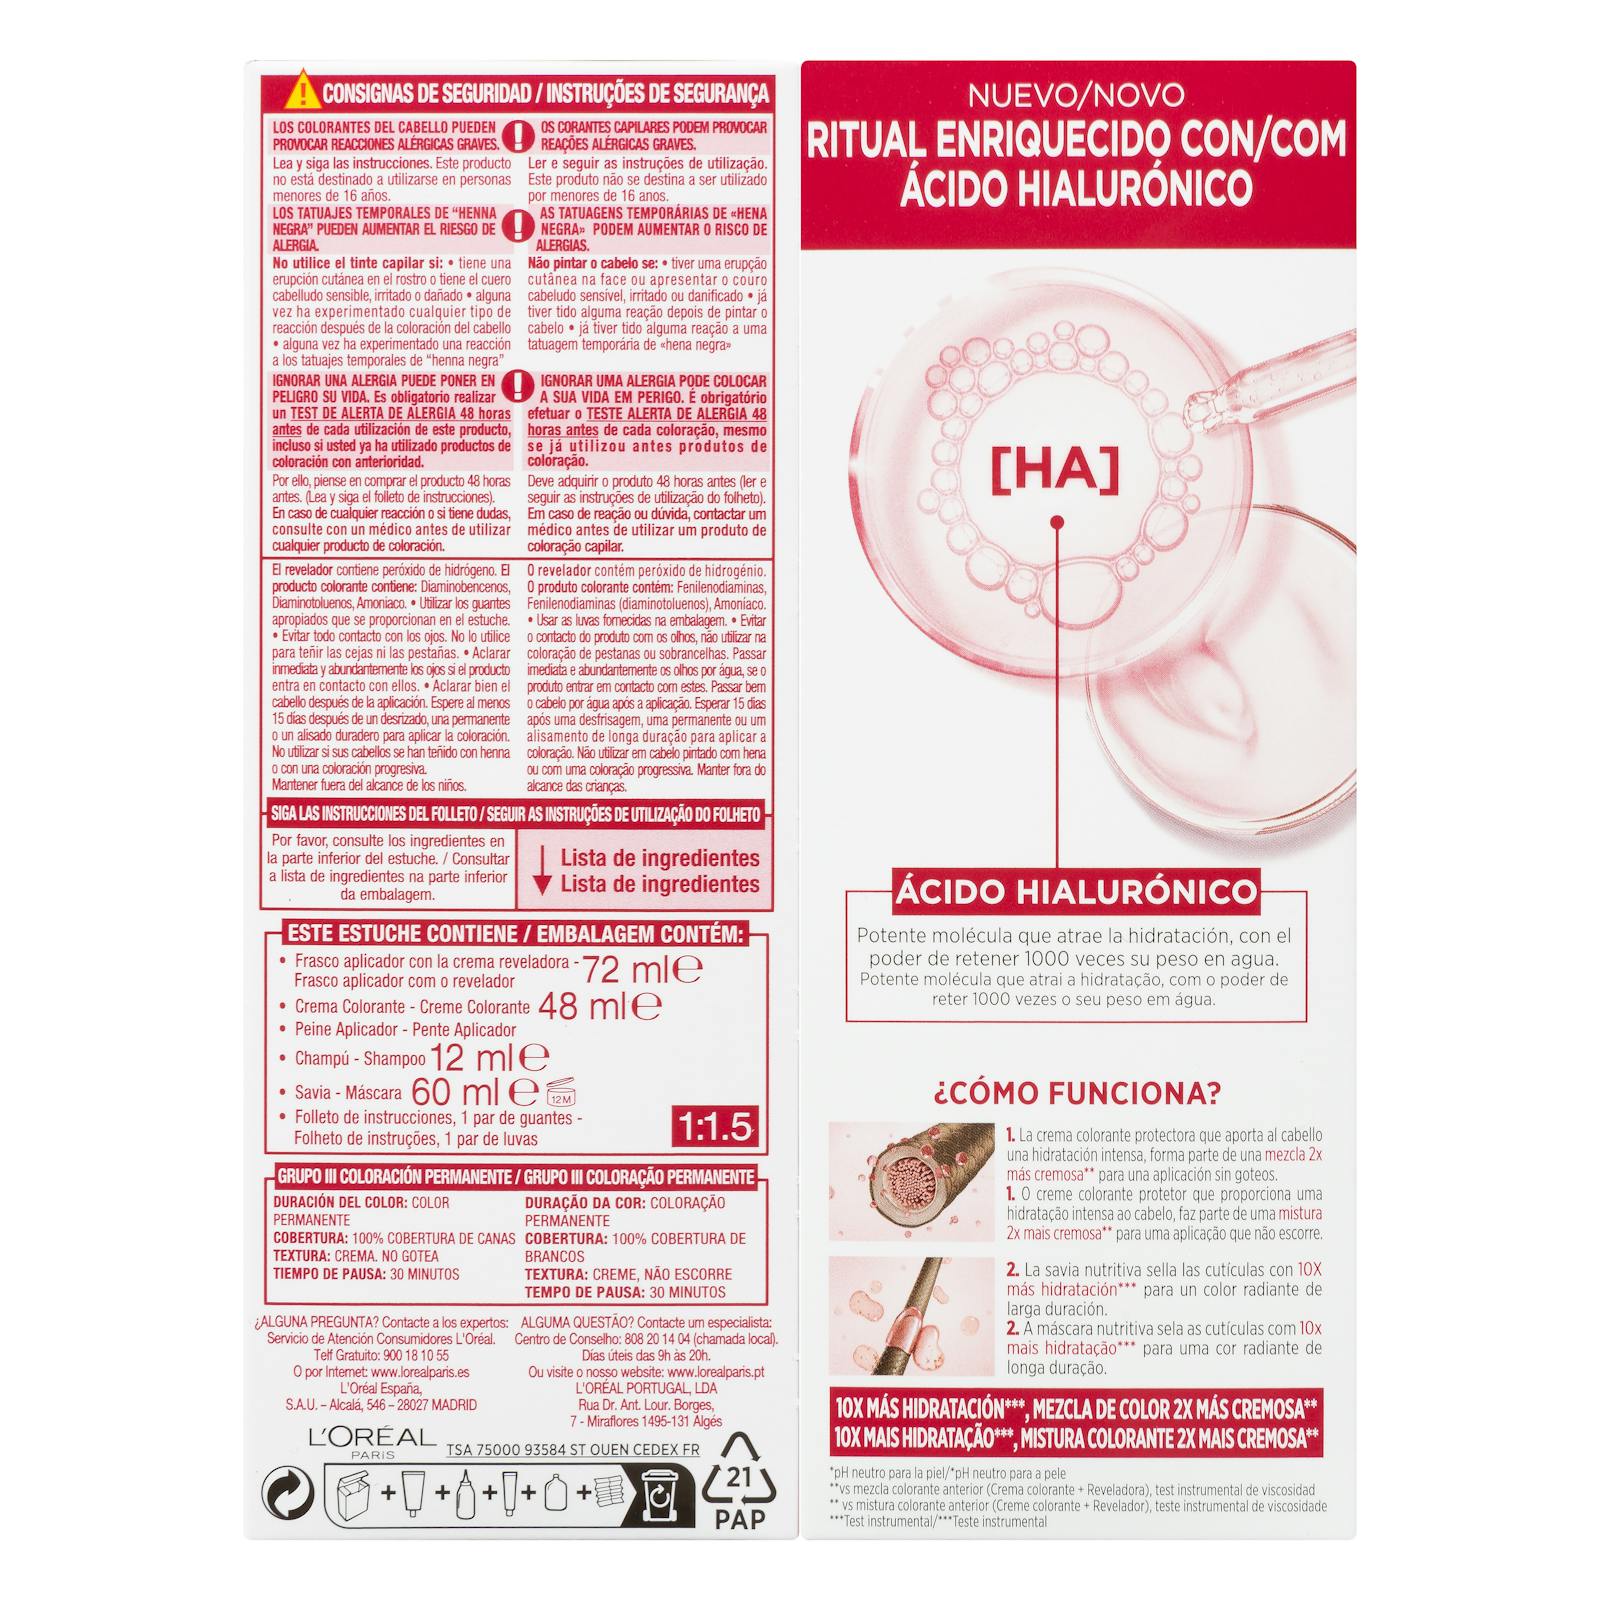 CONSIGNAS DE SEGURIDAD / INSTRUÇÕES DE SEGURANÇA
LOS COLORANTES DEL CABELLO PUEDEN
PROVOCAR REACCIONES ALÉRGICAS GRAVES.
Lea y siga las instrucciones. Este producto
no está destinado a utilizarse en personas
menores de 16 años.
LOS TATUAJES TEMPORALES DE "HENNA
NEGRA" PUEDEN AUMENTAR EL RIESGO DE
ALERGIA.
No utilice el tinte capilar si: • tiene una
erupción cutánea en el rostro o tiene el cuero
cabelludo sensible, irritado o dañado • alguna
vez ha experimentado cualquier tipo de
reacción después de la coloración del cabello
• alguna vez ha experimentado una reacción
a los tatuajes temporales de "henna negra"
IGNORAR UNA ALERGIA PUEDE PONER EN
PELIGRO SU VIDA. Es obligatorio realizar
un TEST DE ALERTA DE ALERGIA 48 horas
antes de cada utilización de este producto,
incluso si usted ya ha utilizado productos de
coloración con anterioridad.
Por ello, piense en comprar el producto 48 horas
antes. (Lea y siga el folleto de instrucciones).
En caso de cualquier reacción o si tiene dudas,
consulte con un médico antes de utilizar
cualquier producto de coloración.
OS CORANTES CAPILARES PODEM PROVOCAR
REAÇÕES ALÉRGICAS GRAVES.
Ler e seguir as instruções de utilização.
Este produto não se destina a ser utilizado
por menores de 16 anos.
AS TATUAGENS TEMPORÁRIAS DE «HENA
NEGRA» PODEM AUMENTAR O RISCO DE
ALERGIAS.
Não pintar o cabelo se: • tiver uma erupção
cutânea na face ou apresentar o couro
cabeludo sensível, irritado ou danificado • já
tiver tido alguma reação depois de pintar o
cabelo • já tiver tido alguma reação a uma
tatuagem temporária de «hena negra»
IGNORAR UMA ALERGIA PODE COLOCAR
A SUA VIDA EM PERIGO. É obrigatório
efetuar o TESTE ALERTA DE ALERGIA 48
horas antes de cada coloração, mesmo
se já utilizou antes produtos de
coloração.
Deve adquirir o produto 48 horas antes (ler e
seguir as instruções de utilização do folheto).
Em caso de reação ou dúvida, contactar um
médico antes de utilizar um produto de
coloração capilar.
El revelador contiene peróxido de hidrógeno. El
producto colorante contiene: Diaminobencenos,
Diaminotoluenos, Amoniaco. • Utilizar los guantes
apropiados que se proporcionan en el estuche.
• Evitar todo contacto con los ojos. No lo utilice
para teñir las cejas ni las pestañas. • Aclarar
inmediata y abundantemente los ojos si el producto
entra en contacto con ellos. • Aclarar bien el
cabello después de la aplicación. Espere al menos
15 días después de un desrizado, una permanente
o un alisado duradero para aplicar la coloración.
No utilizar si sus cabellos se han teñido con henna
o con una coloración progresiva.
Mantener fuera del alcance de los niños.
O revelador contém peróxido de hidrogénio.
O produto colorante contém: Fenilenodiaminas,
Fenilenodiaminas (diaminotoluenos), Amoníaco.
• Usar as luvas fornecidas na embalagem. • Evitar
o contacto do produto com os olhos, não utilizar na
coloração de pestanas ou sobrancelhas. Passar
imediata e abundantemente os olhos por água, se o
produto entrar em contacto com estes. Passar bem
o cabelo por água após a aplicação. Esperar 15 dias
após uma desfrisagem, uma permanente ou um
alisamento de longa duração para aplicar a
coloração. Não utilizar em cabelo pintado com hena
ou com uma coloração progressiva. Manter fora do
alcance das crianças.
SIGA LAS INSTRUCCIONES DEL FOLLETO / SEGUIR AS INSTRUÇÕES DE UTILIZAÇÃO DO FOLHETO
Por favor, consulte los ingredientes en
la parte inferior del estuche. / Consultar
a lista de ingredientes na parte inferior
da embalagem.
Lista de ingredientes
Lista de ingredientes
ESTE ESTUCHE CONTIENE / EMBALAGEM CONTÉM:
• Frasco aplicador con la crema reveladora - 72 ml ℮
Frasco aplicador com o revelador
• Crema Colorante - Creme Colorante 48 ml ℮
• Peine Aplicador - Pente Aplicador
• Champú - Shampoo 12 ml ℮
• Savia - Máscara 60 ml ℮ 12M
• Folleto de instrucciones, 1 par de guantes -
Folheto de instruções, 1 par de luvas
1:1.5
GRUPO III COLORACIÓN PERMANENTE / GRUPO III COLORAÇÃO PERMANENTE
DURACIÓN DEL COLOR: COLOR
PERMANENTE
COBERTURA: 100% COBERTURA DE CANAS
TEXTURA: CREMA. NO GOTEA
TIEMPO DE PAUSA: 30 MINUTOS
DURAÇÃO DA COR: COLORAÇÃO
PERMANENTE
COBERTURA: 100% COBERTURA DE
BRANCOS
TEXTURA: CREME, NÃO ESCORRE
TEMPO DE PAUSA: 30 MINUTOS
¿ALGUNA PREGUNTA? Contacte a los expertos:
Servicio de Atención Consumidores L'Oréal.
Telf Gratuito: 900 18 10 55
O por Internet: www.lorealparis.es
L'Oréal España,
S.A.U. – Alcalá, 546 – 28027 MADRID
ALGUMA QUESTÃO? Contacte um especialista:
Centro de Conselho: 808 20 14 04 (chamada local).
Dias úteis das 9h às 20h.
Ou visite o nosso website: www.lorealparis.pt
L'ORÉAL PORTUGAL, LDA
Rua Dr. Ant. Lour. Borges,
7 - Miraflores 1495-131 Algés
L'ORÉAL
PARIS
TSA 75000 93584 ST OUEN CEDEX FR
21
PAP
NUEVO/NOVO
RITUAL ENRIQUECIDO CON/COM
ÁCIDO HIALURÓNICO
[HA]
ÁCIDO HIALURÓNICO
Potente molécula que atrae la hidratación, con el
poder de retener 1000 veces su peso en agua.
Potente molécula que atrai a hidratação, com o poder de
reter 1000 vezes o seu peso em água.
¿CÓMO FUNCIONA?
1. La crema colorante protectora que aporta al cabello
una hidratación intensa, forma parte de una mezcla 2x
más cremosa** para una aplicación sin goteos.
1. O creme colorante protetor que proporciona uma
hidratação intensa ao cabelo, faz parte de uma mistura
2x mais cremosa** para uma aplicação que não escorre.
2. La savia nutritiva sella las cutículas con 10X
más hidratación*** para un color radiante de
larga duración.
2. A máscara nutritiva sela as cutículas com 10x
mais hidratação*** para uma cor radiante de
longa duração.
10X MÁS HIDRATACIÓN***, MEZCLA DE COLOR 2X MÁS CREMOSA**
10X MAIS HIDRATAÇÃO***, MISTURA COLORANTE 2X MAIS CREMOSA**
*pH neutro para la piel/*pH neutro para a pele
**vs mezcla colorante anterior (Crema colorante + Reveladora), test instrumental de viscosidad
** vs mistura colorante anterior (Creme colorante + Revelador), teste instrumental de viscosidade
***Test instrumental/***Teste instrumental